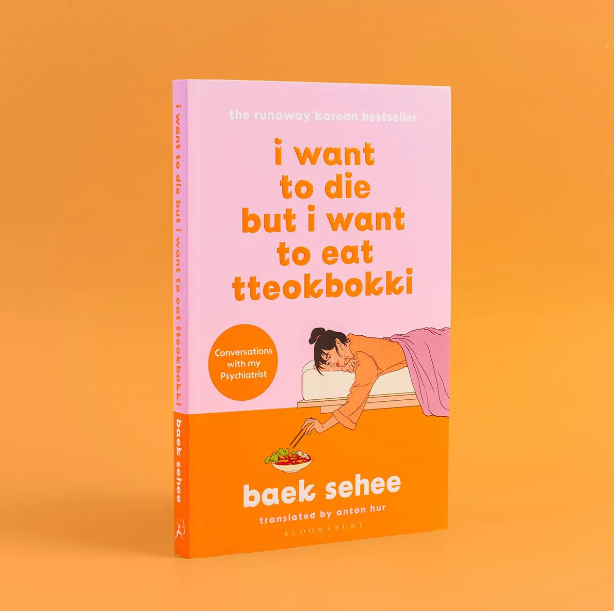 the runaway korean bestseller
i want
to die
but i want
to eat
tteokbokki
Conversations
with my
Psychiatrist
baek sehee
translated by anton hur
BLOOMSBURY
i want to die but i want to eat tteokbokki baek sehee